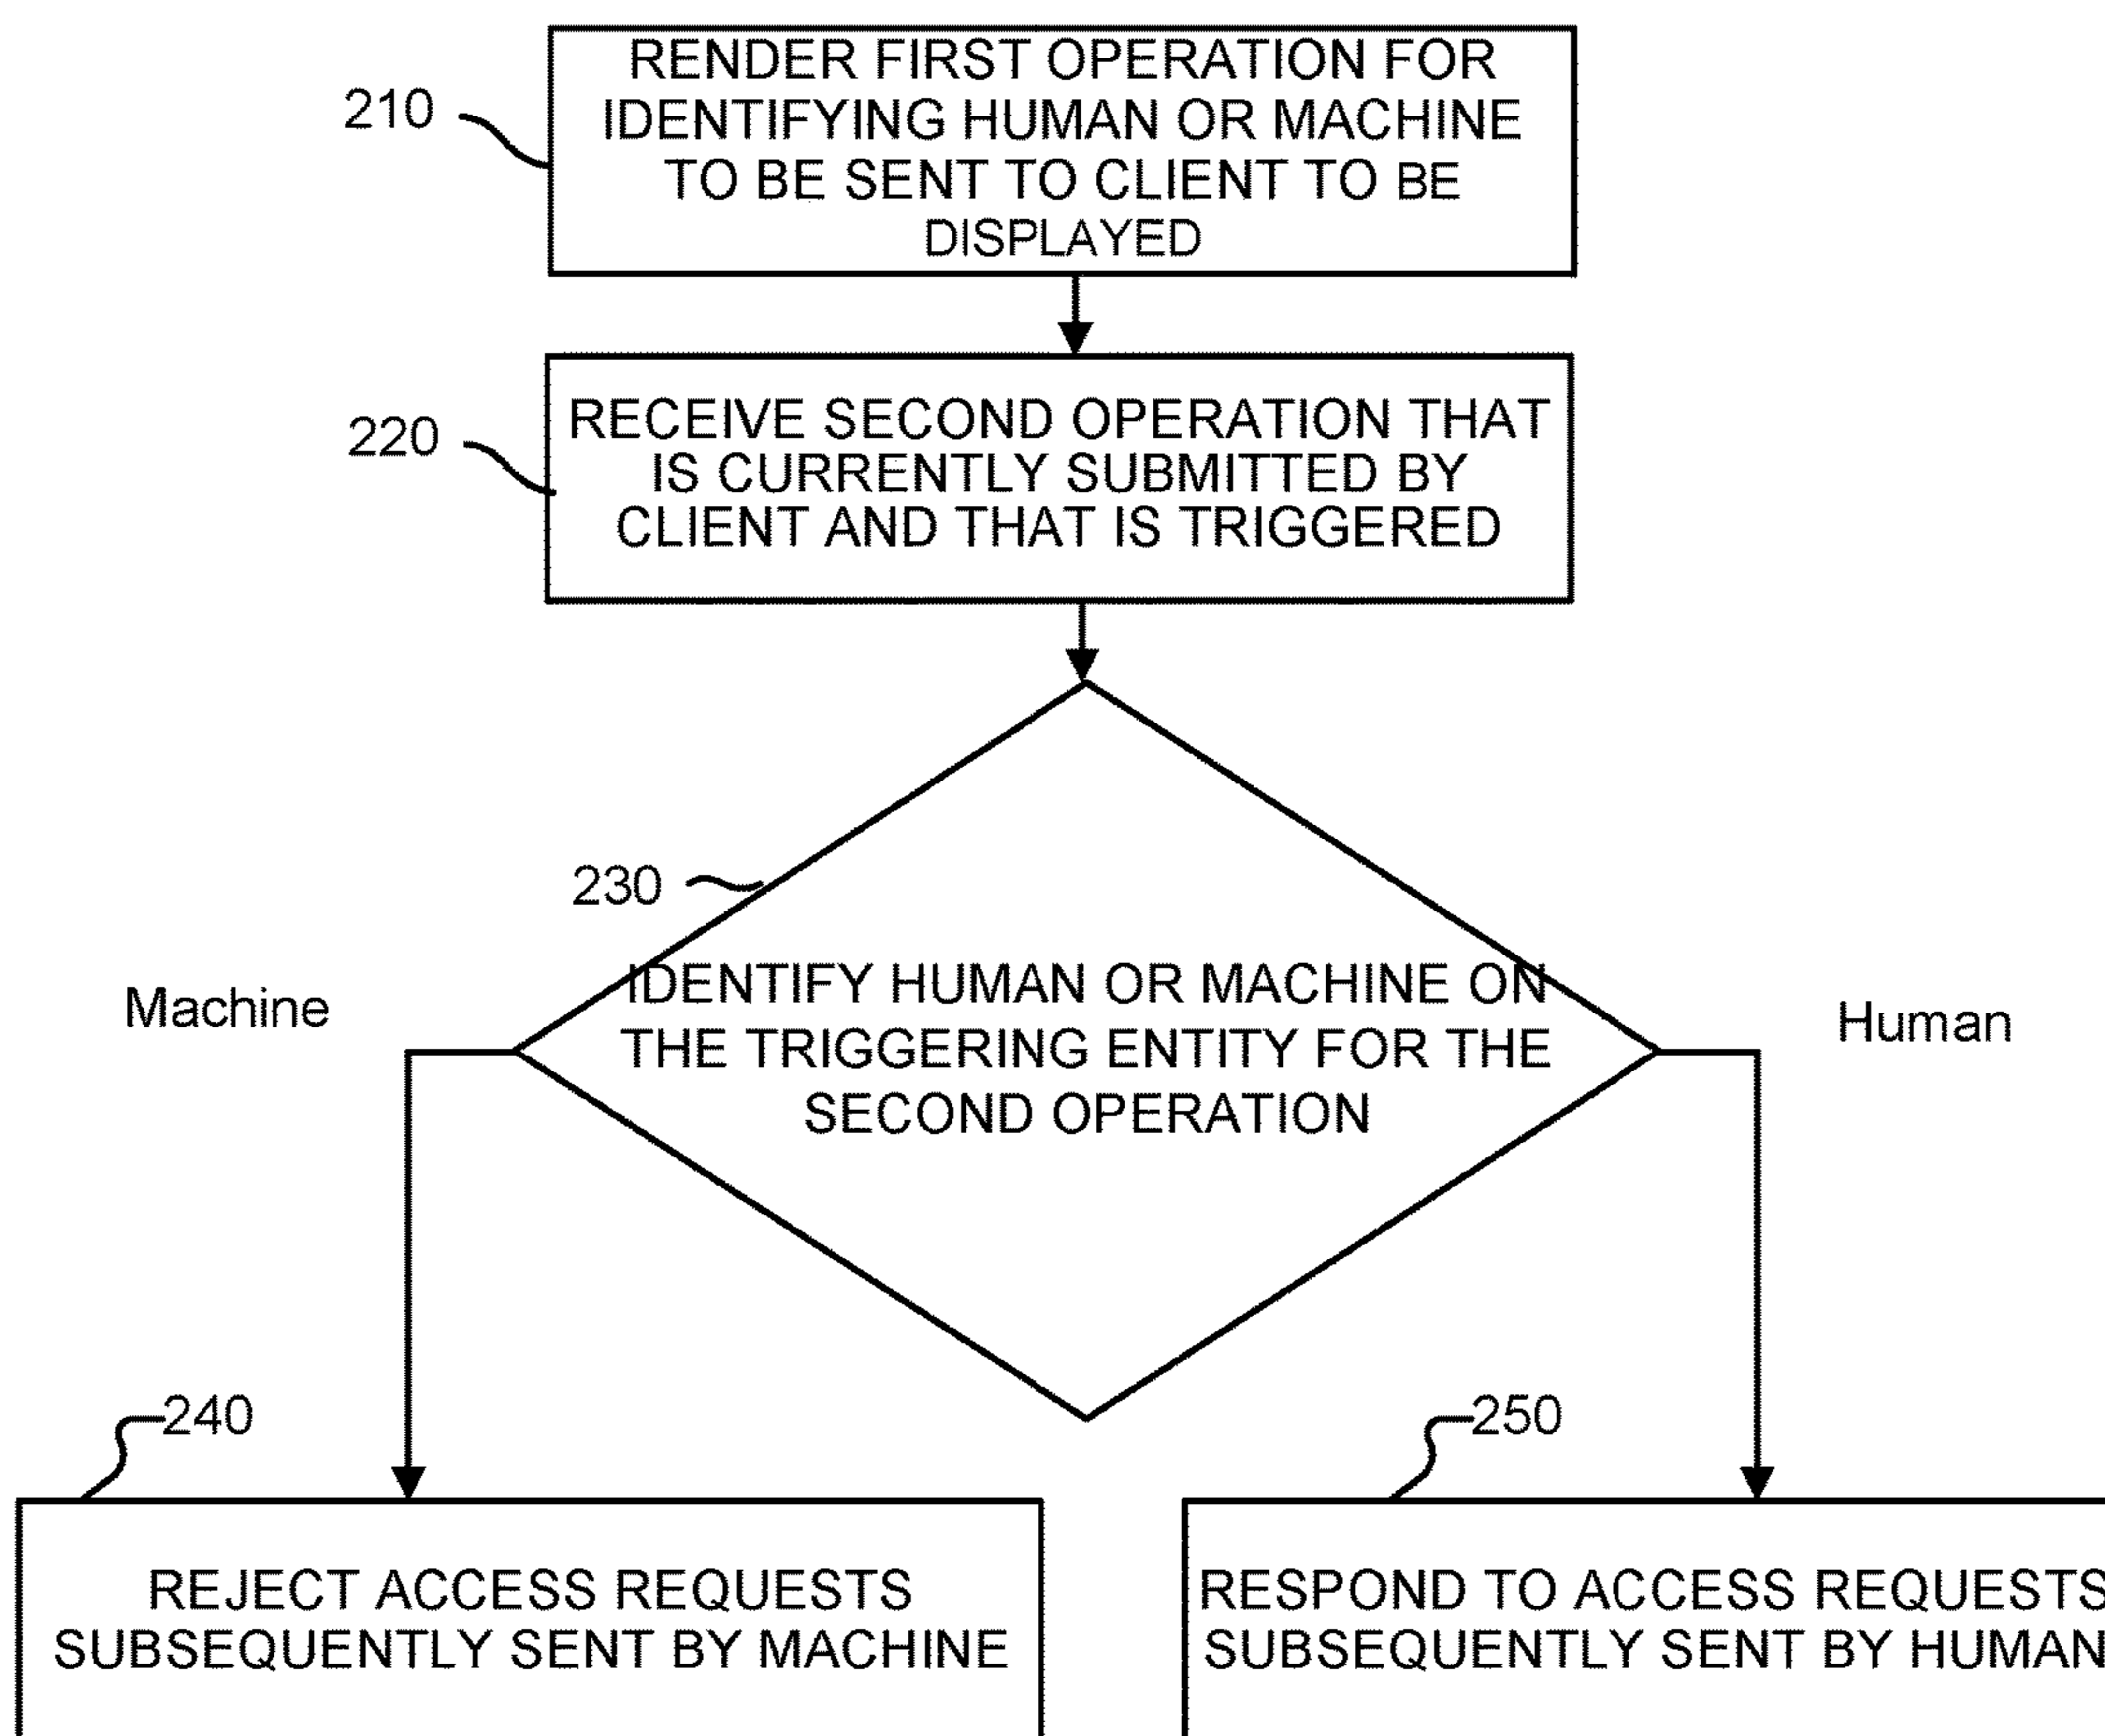 RENDER FIRST OPERATION FOR
210
IDENTIFYING HUMAN OR MACHINE
TO BE SENT TO CLIENT TO BE
DISPLAYED
220
RECEIVE SECOND OPERATION THAT
IS CURRENTLY SUBMITTED BY
CLIENT AND THAT IS TRIGGERED
230
Machine
IDENTIFY HUMAN OR MACHINE ON
THE TRIGGERING ENTITY FOR THE
SECOND OPERATION
Human
240
250
REJECT ACCESS REQUESTS
SUBSEQUENTLY SENT BY MACHINE
RESPOND TO ACCESS REQUESTS
SUBSEQUENTLY SENT BY HUMAN